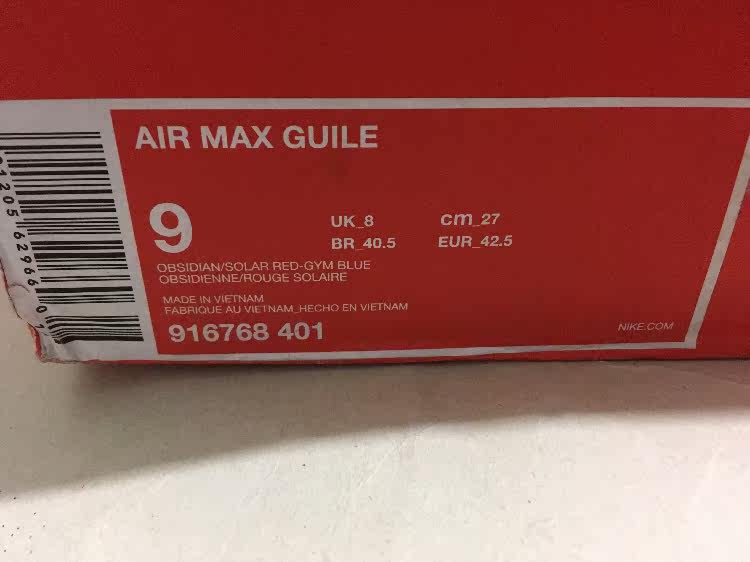 AIR MAX GUILE
9
UK_8
cm_27
BR_40.5
EUR_42.5
OBSIDIAN/SOLAR RED-GYM BLUE
OBSIDIENNE/ROUGE SOLAIRE
MADE IN VIETNAM
FABRIQUE AU VIETNAM_HECHO EN VIETNAM
916768 401
NIKE.COM